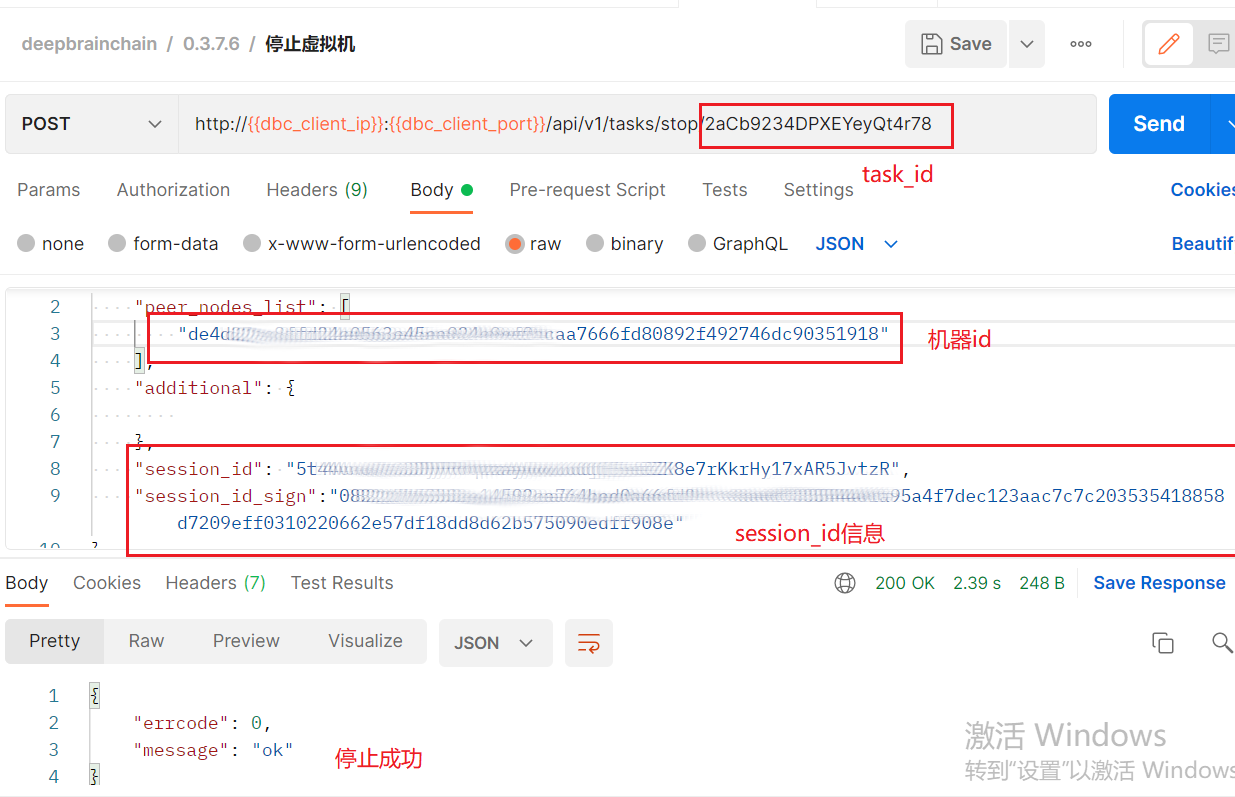 deepbrainchain / 0.3.7.6 / 停止虚拟机
Save
POST
http://{{dbc_client_ip}}:{{dbc_client_port}}/api/v1/tasks/stop/2aCb9234DPXEYeyQt4r78
Send
task_id
Params Authorization Headers (9) Body Pre-request Script Tests Settings Cookies
none form-data x-www-form-urlencoded raw binary GraphQL JSON Beautif
2 "peer_nodes_list": [
3 "de4d caa7666fd80892f492746dc90351918"
机器id
4 ],
5 "additional": {
6
7 },
8 "session_id": "5t4 K8e7rKkrHy17xAR5JvtzR",
9 "session_id_sign":"08 95a4f7dec123aac7c7c203535418858
d7209eff0310220662e57df18dd8d62b575090edff908e"
session_id信息
10 }
Body Cookies Headers (7) Test Results 200 OK 2.39 s 248 B Save Response
Pretty Raw Preview Visualize JSON
1 {
2 "errcode": 0,
3 "message": "ok"
停止成功
4 }
激活 Windows
转到“设置”以激活 Windows